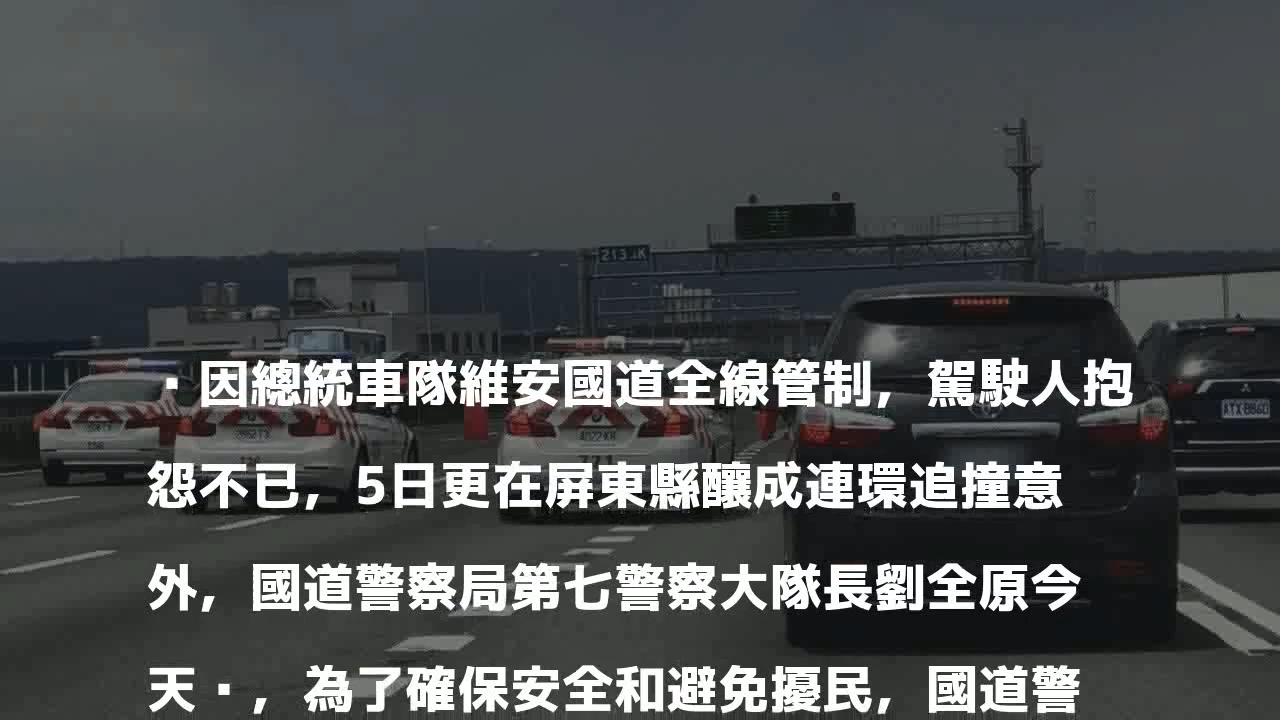 213.1K
·因總統車隊維安國道全線管制，駕駛人抱
怨不已，5日更在屏東縣釀成連環追撞意
外，國道警察局第七警察大隊長劉全原今
天·，為了確保安全和避免擾民，國道警